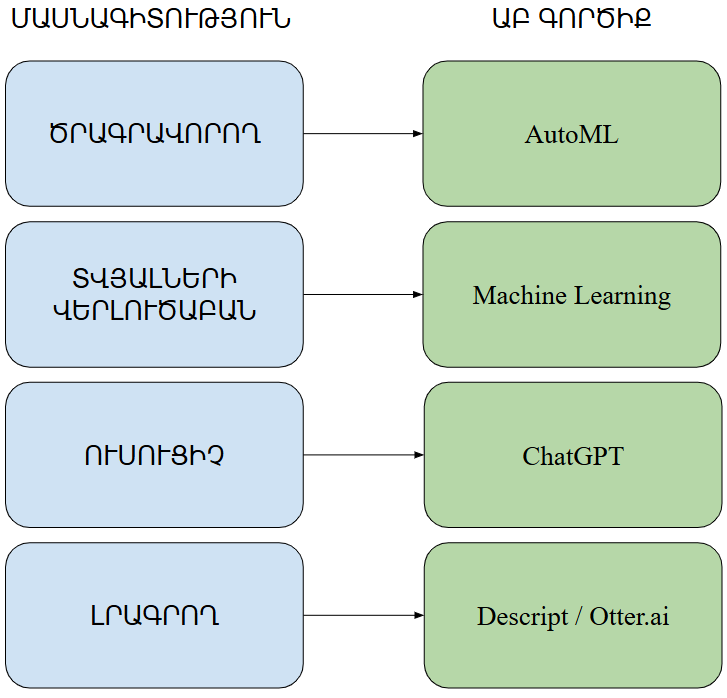 ՄԱՍՆԱԳԻՏՈՒԹՅՈՒՆ
ԱԲ ԳՈՐԾԻՔ
ԾՐԱԳՐԱՎՈՐՈՂ
AutoML
ՏՎՅԱԼՆԵՐԻ
ՎԵՐԼՈՒԾԱԲԱՆ
Machine Learning
ՈՒՍՈՒՑԻՉ
ChatGPT
ԼՐԱԳՐՈՂ
Descript / Otter.ai